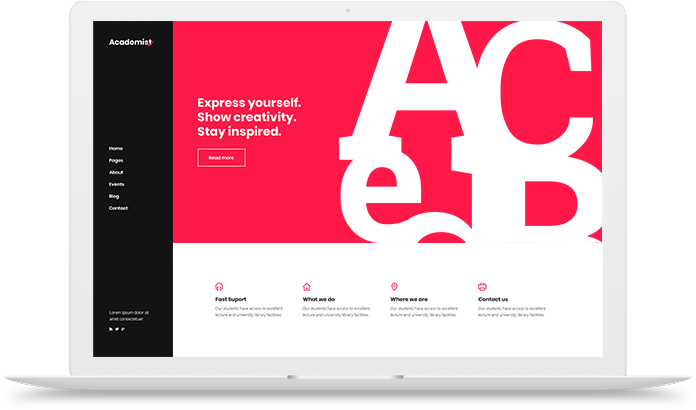 Academist
Home
Pages
About
Events
Blog
Contact
Lorem ipsum dolor sit
amet consectetuer
Express yourself.
Show creativity.
Stay inspired.
Read more
A C
e B
Fast Suport
Our students have access to excellent
lecture and university library facilities.
What we do
Our students have access to excellent
lecture and university library facilities.
Where we are
Our students have access to excellent
lecture and university library facilities.
Contact us
Our students have access to excellent
lecture and university library facilities.